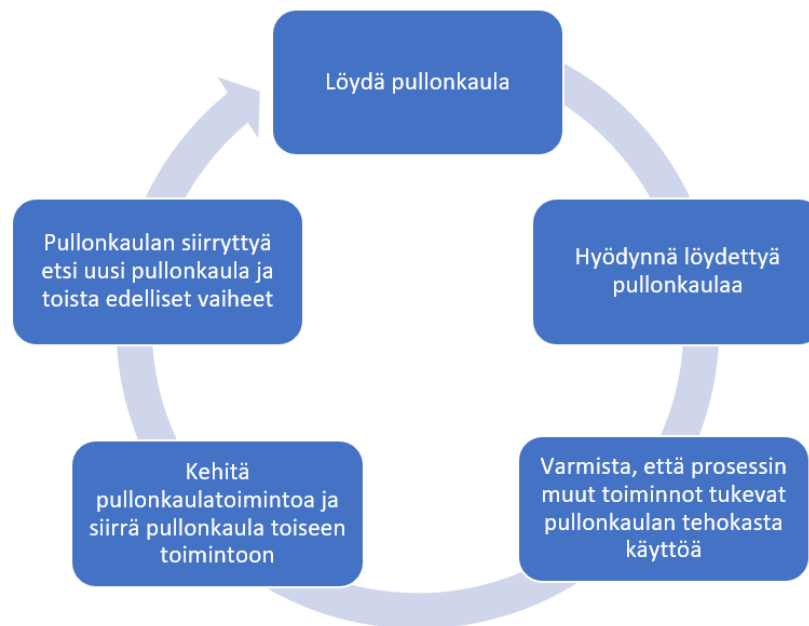 Löydä pullonkaula
Hyödynnä löydettyä
pullonkaulaa
Varmista, että prosessin
muut toiminnot tukevat
pullonkaulan tehokasta
käyttöä
Kehitä
pullonkaulatoimintoa ja
siirrä pullonkaula toiseen
toimintoon
Pullonkaulan siirryttyä
etsi uusi pullonkaula ja
toista edelliset vaiheet